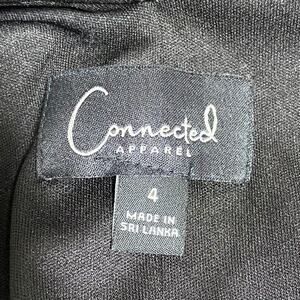 Connected
APPAREL
4
MADE IN
SRI LANKA